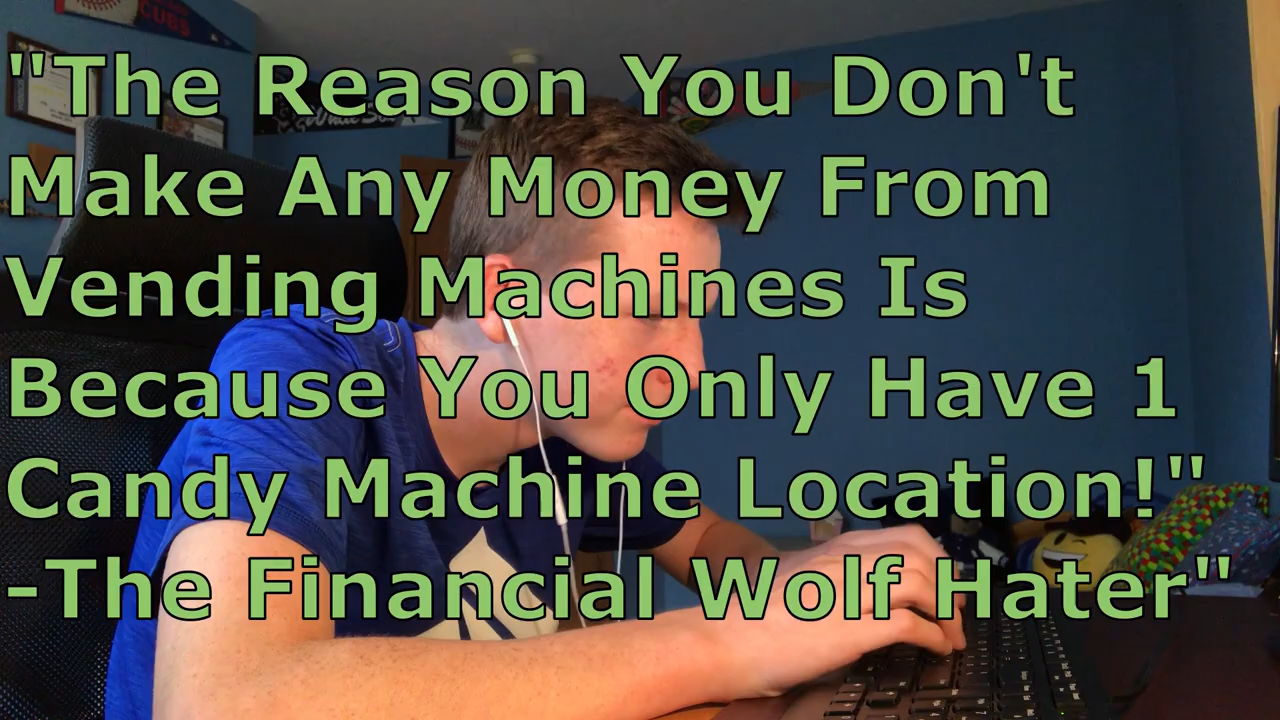 CUBS
"The Reason You Don't
Make Any Money From
Vending Machines Is
Because You Only Have 1
Candy Machine Location!"
-The Financial Wolf Hater"